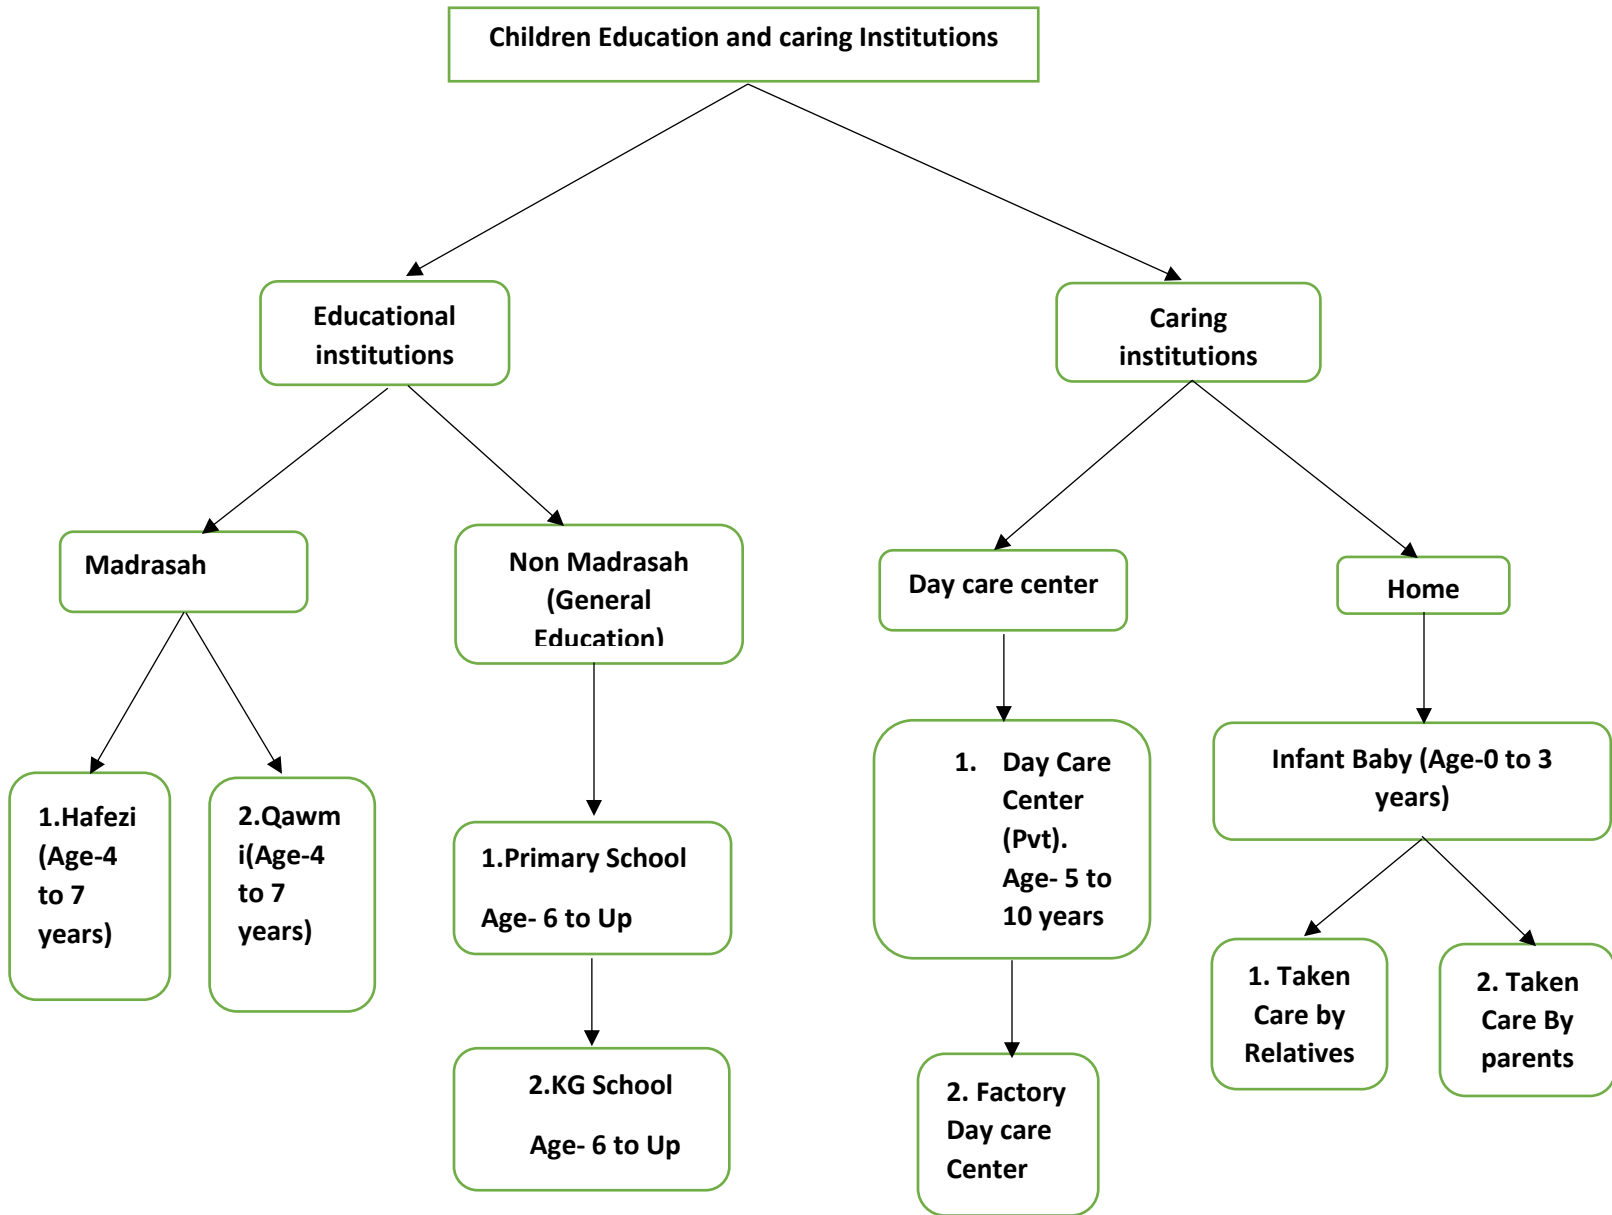 Children Education and caring Institutions
Educational
institutions
Caring
institutions
Madrasah
Non Madrasah
(General
Education)
Day care center
Home
1.Hafezi
(Age-4
to 7
years)
2.Qawm
i(Age-4
to 7
years)
1.Primary School
Age- 6 to Up
2.KG School
Age- 6 to Up
1. Day Care
Center
(Pvt).
Age- 5 to
10 years
2. Factory
Day care
Center
Infant Baby (Age-0 to 3
years)
1. Taken
Care by
Relatives
2. Taken
Care By
parents